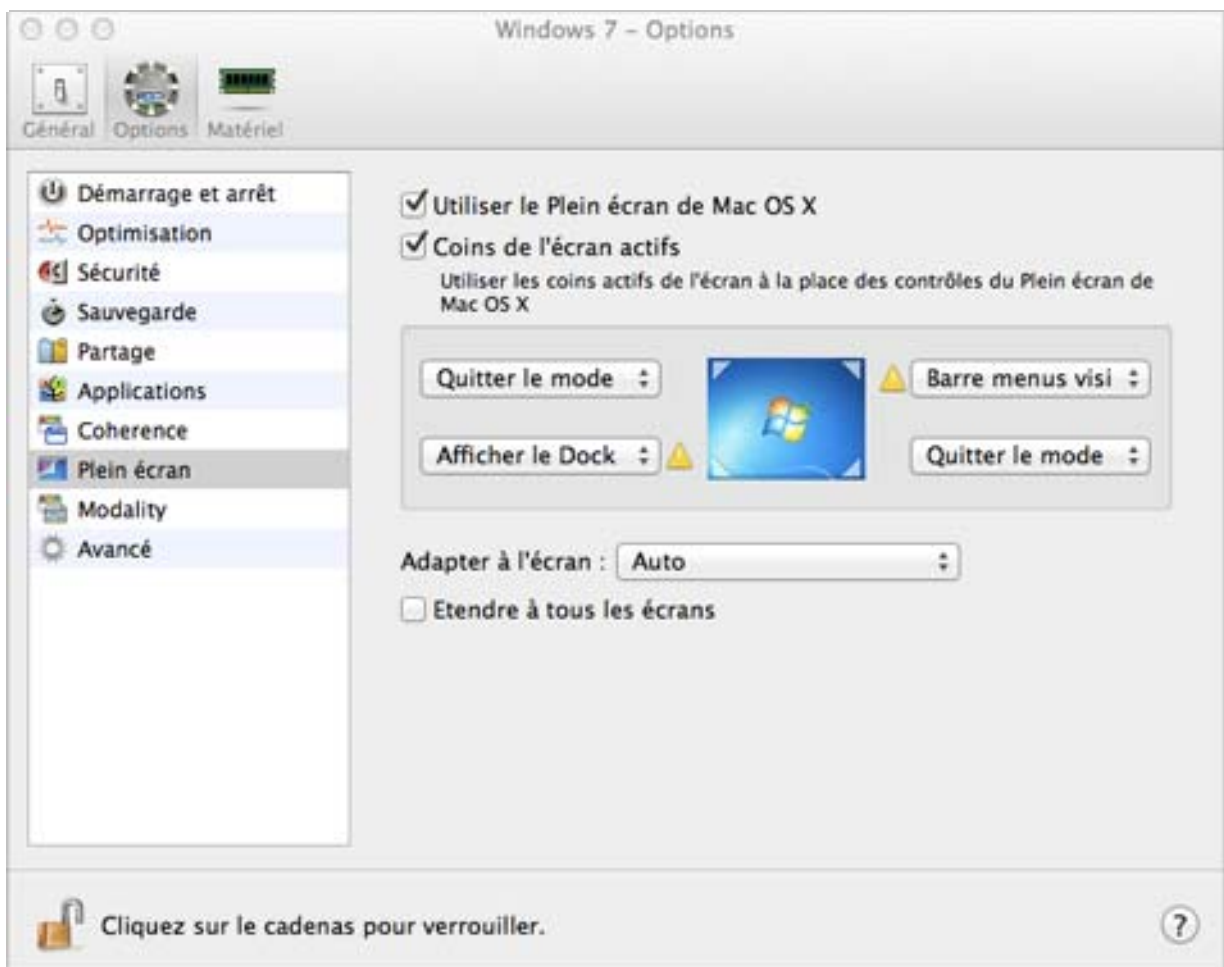 Windows 7 – Options
Général
Options
Matériel
Démarrage et arrêt
Optimisation
Sécurité
Sauvegarde
Partage
Applications
Coherence
Plein écran
Modality
Avancé
Utiliser le Plein écran de Mac OS X
Coins de l'écran actifs
Utiliser les coins actifs de l'écran à la place des contrôles du Plein écran de
Mac OS X
Quitter le mode
Barre menus visi
Afficher le Dock
Quitter le mode
Adapter à l'écran : Auto
Etendre à tous les écrans
Cliquez sur le cadenas pour verrouiller.
?